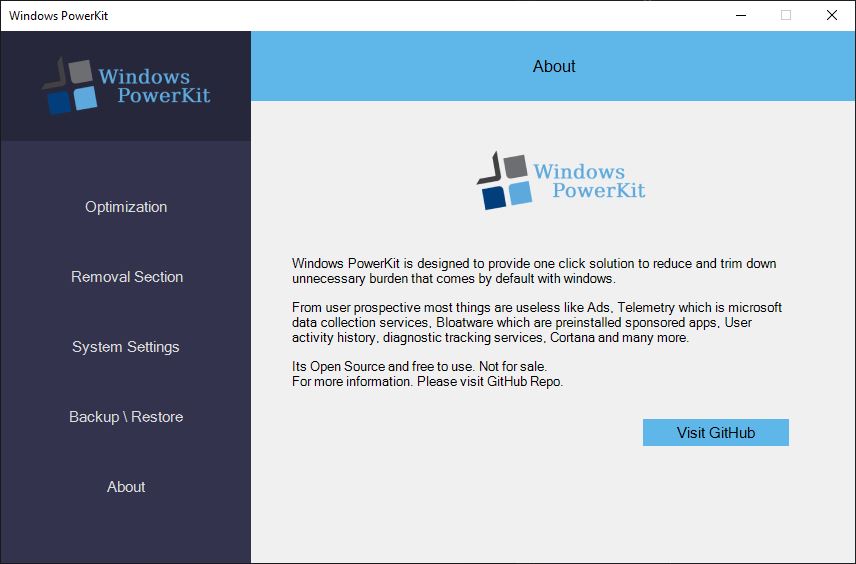 Windows PowerKit
Windows
PowerKit
Optimization
Removal Section
System Settings
Backup \ Restore
About
About
Windows
PowerKit
Windows PowerKit is designed to provide one click solution to reduce and trim down
unnecessary burden that comes by default with windows.
From user prospective most things are useless like Ads, Telemetry which is microsoft
data collection services, Bloatware which are preinstalled sponsored apps, User
activity history, diagnostic tracking services, Cortana and many more.
Its Open Source and free to use. Not for sale.
For more information. Please visit GitHub Repo.
Visit GitHub